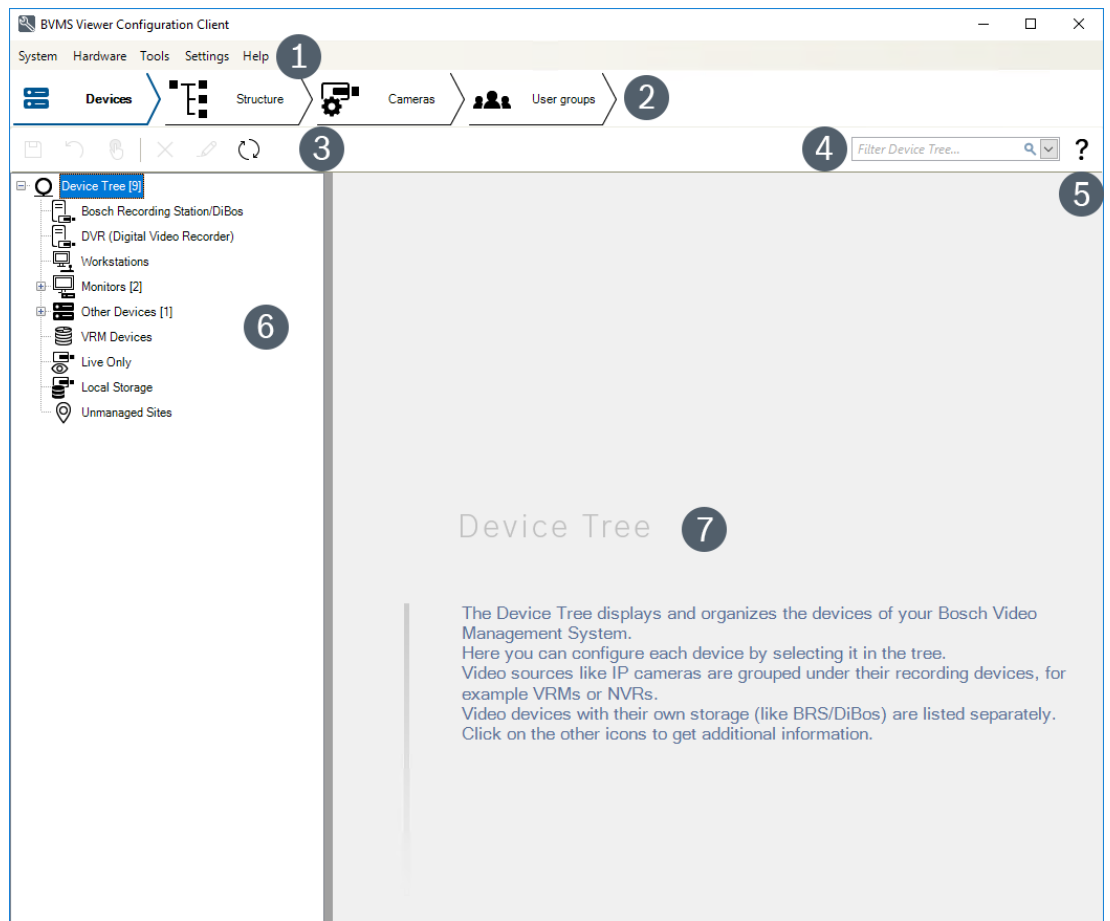 BVMS Viewer Configuration Client
System Hardware Tools Settings Help 1
Devices Structure Cameras User groups 2
3 4 Filter Device Tree... ?
5
Device Tree [9]
Bosch Recording Station/DiBos
DVR (Digital Video Recorder)
Workstations
Monitors [2]
Other Devices [1]
6
VRM Devices
Live Only
Local Storage
Unmanaged Sites
Device Tree 7
The Device Tree displays and organizes the devices of your Bosch Video
Management System.
Here you can configure each device by selecting it in the tree.
Video sources like IP cameras are grouped under their recording devices, for
example VRMs or NVRs.
Video devices with their own storage (like BRS/DiBos) are listed separately.
Click on the other icons to get additional information.